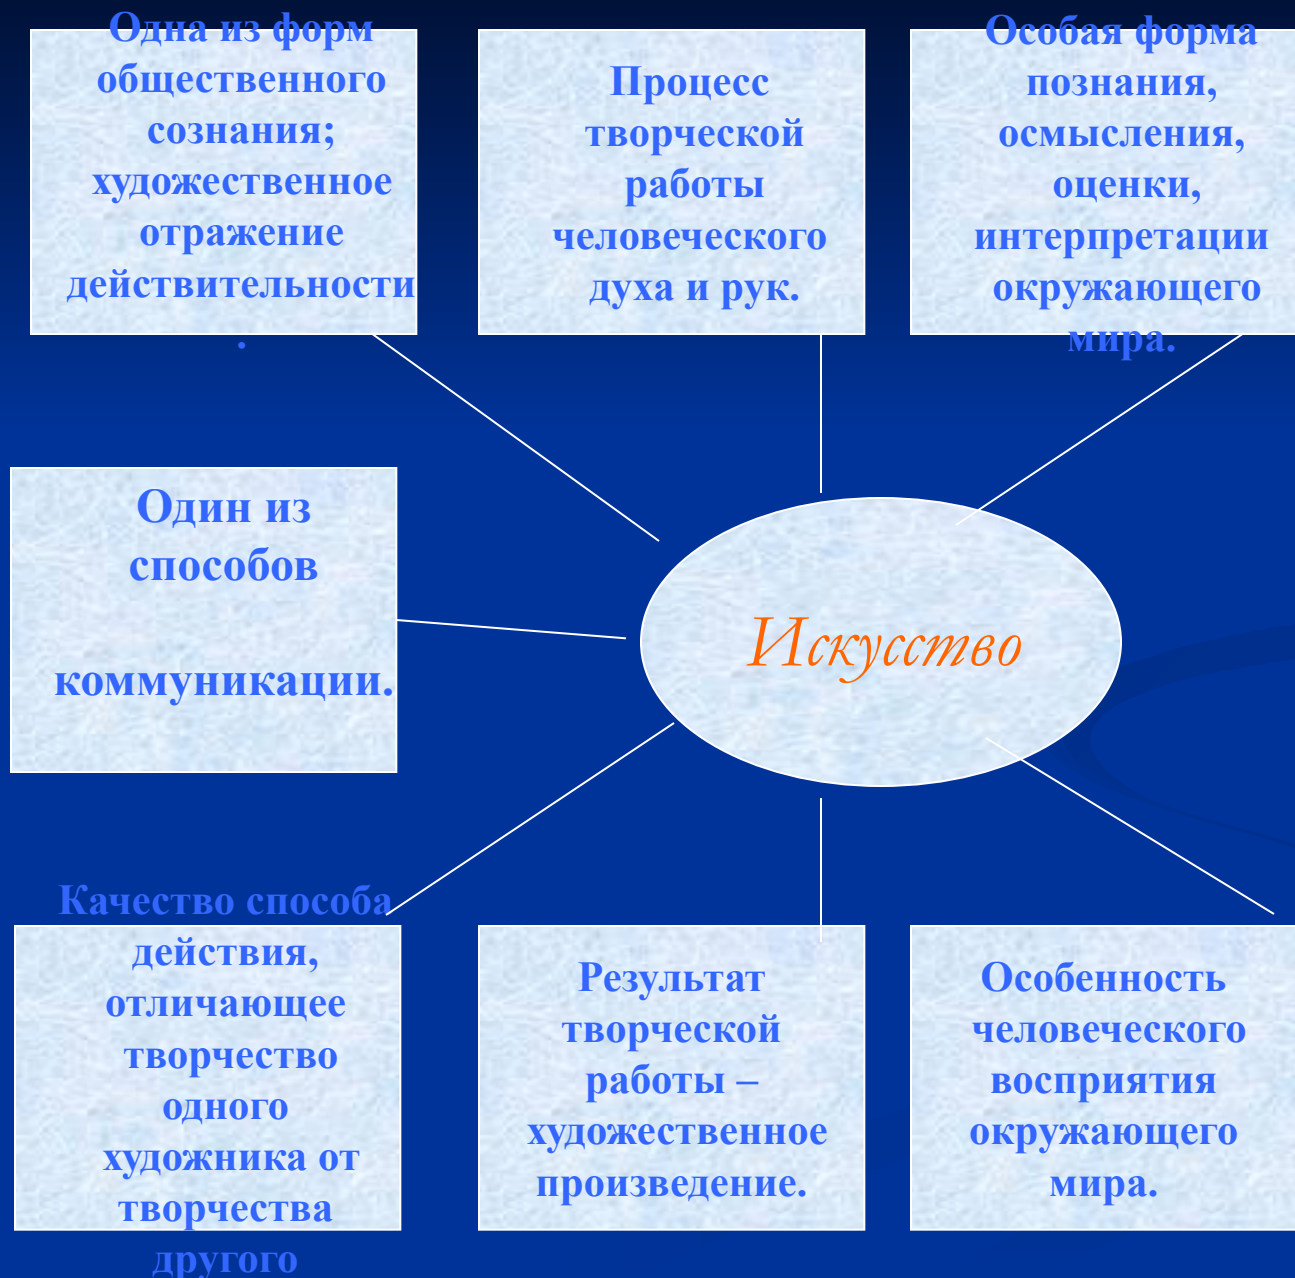 Одна из форм
общественного
сознания;
художественное
отражение
действительности
.
Процесс
творческой
работы
человеческого
духа и рук.
Особая форма
познания,
осмысления,
оценки,
интерпретации
окружающего
мира.
Один из
способов
коммуникации.
Искусство
Качество способа
действия,
отличающее
творчество
одного
художника от
творчества
другого
Результат
творческой
работы –
художественное
произведение.
Особенность
человеческого
восприятия
окружающего
мира.